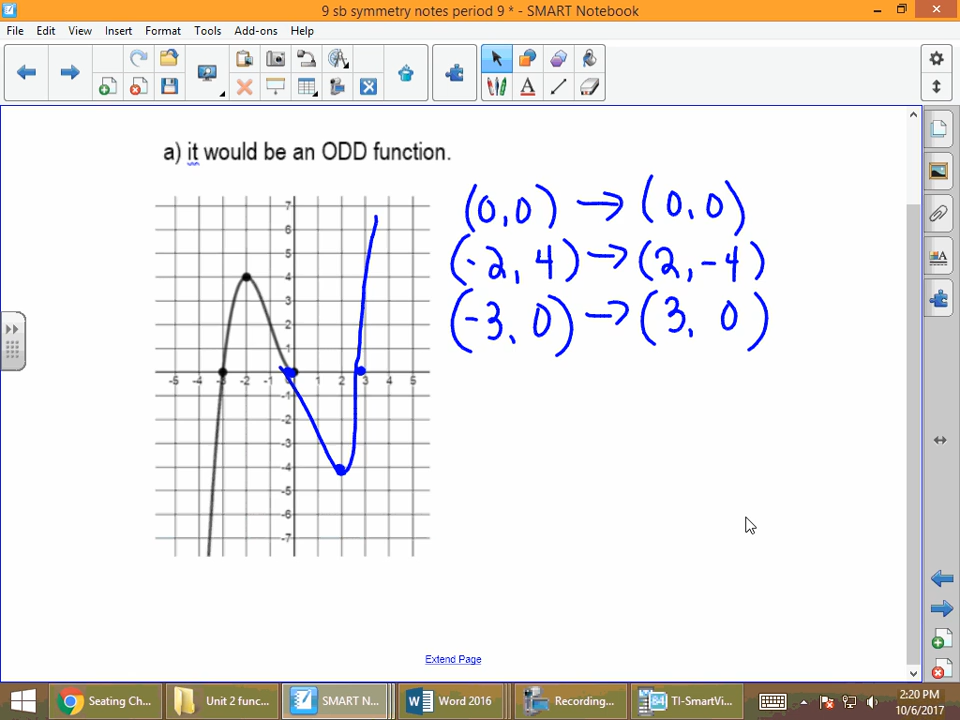 9 sb symmetry notes period 9 * - SMART Notebook
File Edit View Insert Format Tools Add-ons Help
a) it would be an ODD function.
(0,0) → (0,0)
(-2, 4) → (2, -4)
(-3, 0) → (3, 0)
7
6
5
4
3
2
1
-5 -4 -3 -2 -1 0 1 2 3 4 5
-1
-2
-3
-4
-5
-6
-7
Extend Page
Seating Ch... Unit 2 func... SMART N... Word 2016 Recording... TI-SmartVi...
2:20 PM
10/6/2017